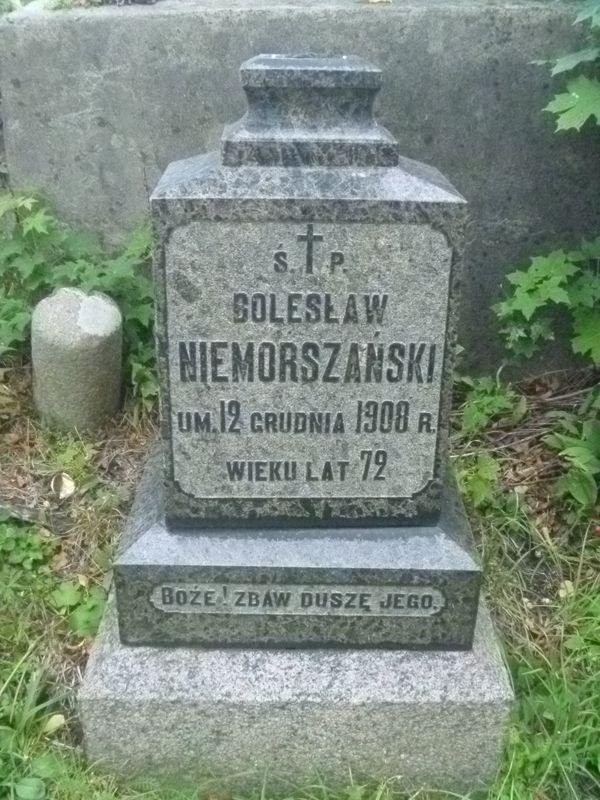 Ś. P.
BOLESŁAW
NIEMORSZAŃSKI
UM. 12 GRUDNIA 1908 R.
WIEKU LAT 72
BOŻE! ZBAW DUSZĘ JEGO.